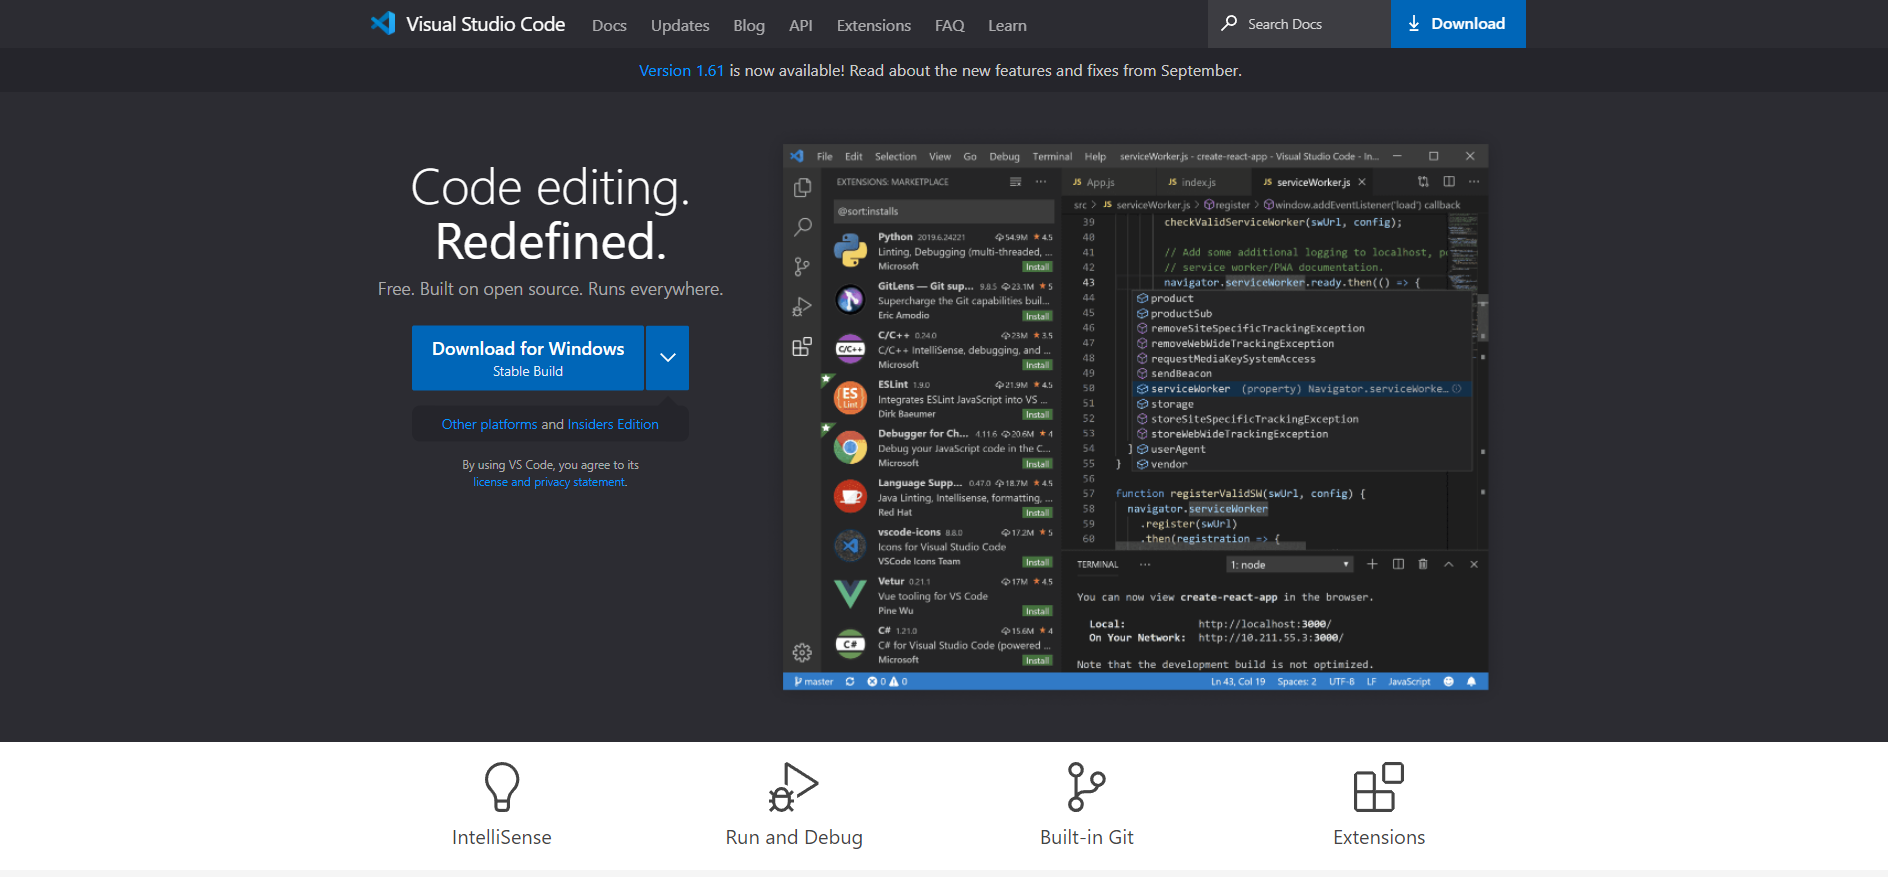 Visual Studio Code Docs Updates Blog API Extensions FAQ Learn Search Docs Download
Version 1.61 is now available! Read about the new features and fixes from September.
Code editing.
Redefined.
Free. Built on open source. Runs everywhere.
Download for Windows
Stable Build
Other platforms and Insiders Edition
By using VS Code, you agree to its
license and privacy statement.
File Edit Selection View Go Debug Terminal Help serviceWorker.js - create-react-app - Visual Studio Code - In...
EXTENSIONS: MARKETPLACE
@sort:installs
Python 2019.6.24221 54.9M 4.5
Linting, Debugging (multi-threaded, ...
Microsoft Install
GitLens — Git sup... 9.8.5 23.1M 5
Supercharge the Git capabilities buil...
Eric Amodio Install
C/C++
C/C++ 0.24.0 23M 3.5
C/C++ IntelliSense, debugging, and ...
Microsoft Install
ES
Lint
ESLint 1.9.0 21.9M 4.5
Integrates ESLint JavaScript into VS ...
Dirk Baeumer Install
Debugger for Ch... 4.11.6 20.6M 4
Debug your JavaScript code in the C...
Microsoft Install
Language Supp... 0.47.0 18.7M 4.5
Java Linting, Intellisense, formatting, ...
Red Hat Install
vscode-icons 8.8.0 17.2M 5
Icons for Visual Studio Code
VSCode Icons Team Install
Vetur 0.21.1 17M 4.5
Vue tooling for VS Code
Pine Wu Install
C#
C# 1.21.0 15.6M 4
C# for Visual Studio Code (powered ...
Microsoft Install
JS App.js JS index.js JS serviceWorker.js
src > JS serviceWorker.js > register > window.addEventListener('load') callback
39 checkValidServiceWorker(swUrl, config);
40
41 // Add some additional logging to localhost, p
42 // service worker/PWA documentation.
43 navigator.serviceWorker.ready.then(() => {
44 product
45 productSub
46 removeSiteSpecificTrackingException
47 removeWebWideTrackingException
48 requestMediaKeySystemAccess
49 sendBeacon
50 serviceWorker (property) Navigator.serviceWorke...
51 storage
52 storeSiteSpecificTrackingException
53 storeWebWideTrackingException
54 } userAgent
55 } vendor
56
57 function registerValidSW(swUrl, config) {
58 navigator.serviceWorker
59 .register(swUrl)
60 .then(registration => {
TERMINAL ... 1: node
You can now view create-react-app in the browser.
Local: http://localhost:3000/
On Your Network: http://10.211.55.3:3000/
Note that the development build is not optimized.
master 0 0 Ln 43, Col 19 Spaces: 2 UTF-8 LF JavaScript
IntelliSense Run and Debug Built-in Git Extensions